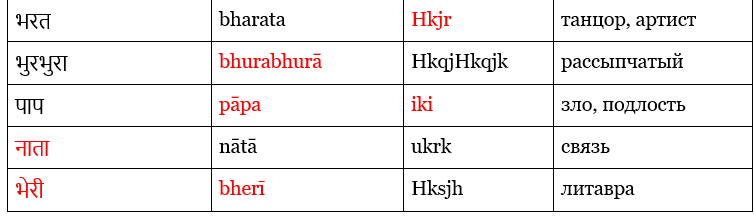 भरत bharata Hkjr танцор, артист
भुरभुरा bhurabhurā HkqjHkqjk рассыпчатый
पाप pāpa iki зло, подлость
नाता nātā ukrk связь
भेरी bherī Hksjh литавра